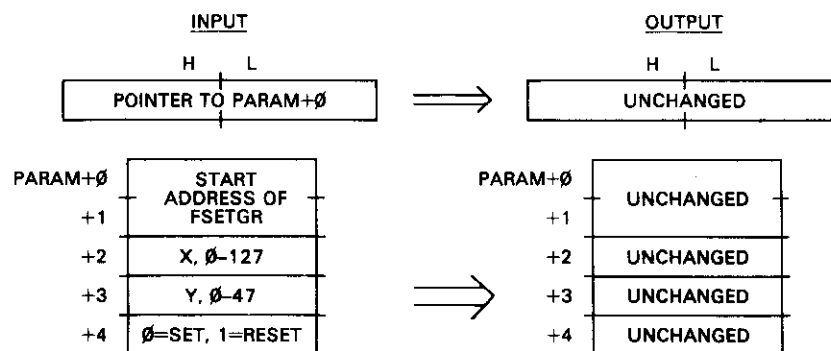 INPUT OUTPUT
H L H L
POINTER TO PARAM+Ø UNCHANGED
PARAM+Ø START ADDRESS OF FSETGR PARAM+Ø UNCHANGED
+1 +1
+2 X, Ø–127 +2 UNCHANGED
+3 Y, Ø–47 +3 UNCHANGED
+4 Ø=SET, 1=RESET +4 UNCHANGED